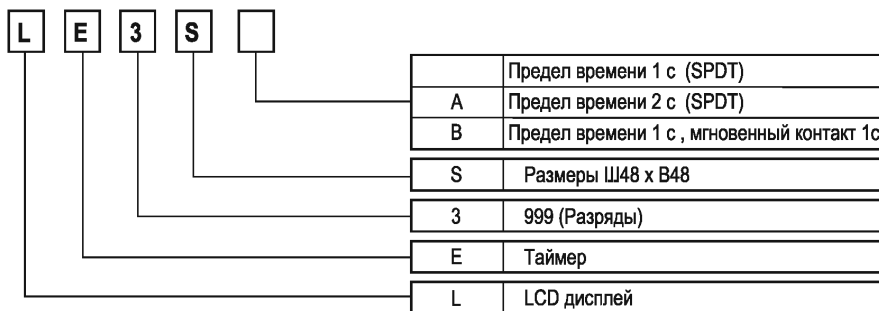 L E 3 S
Предел времени 1 с (SPDT)
A Предел времени 2 с (SPDT)
B Предел времени 1 с , мгновенный контакт 1с
S Размеры Ш48 x В48
3 999 (Разряды)
E Таймер
L LCD дисплей